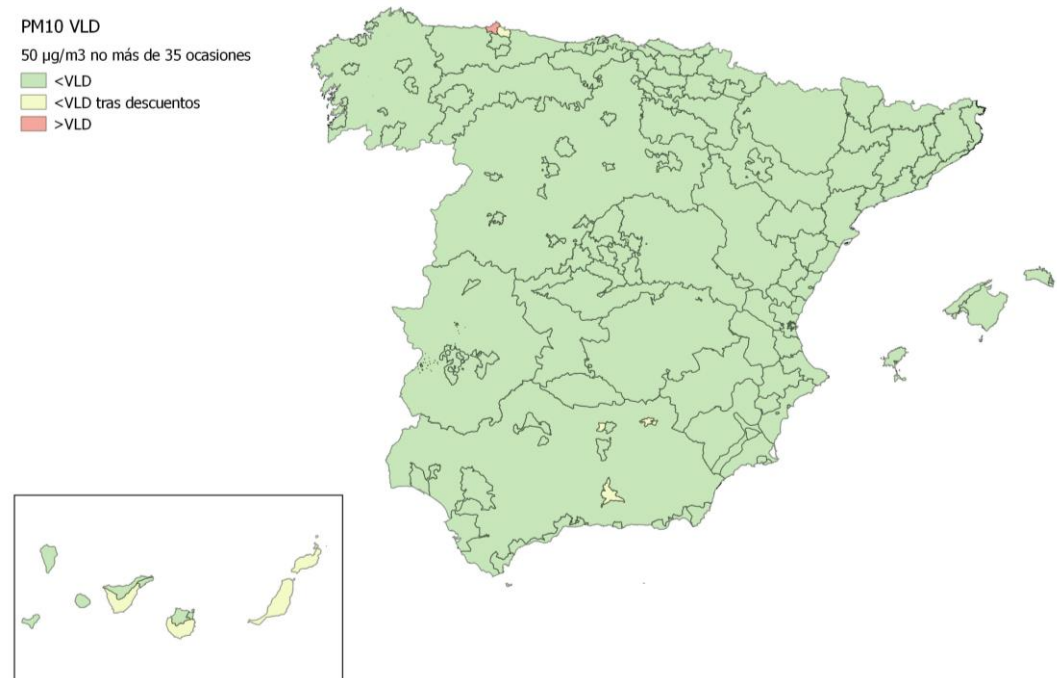 PM10 VLD
50 µg/m3 no más de 35 ocasiones
<VLD
<VLD tras descuentos
>VLD